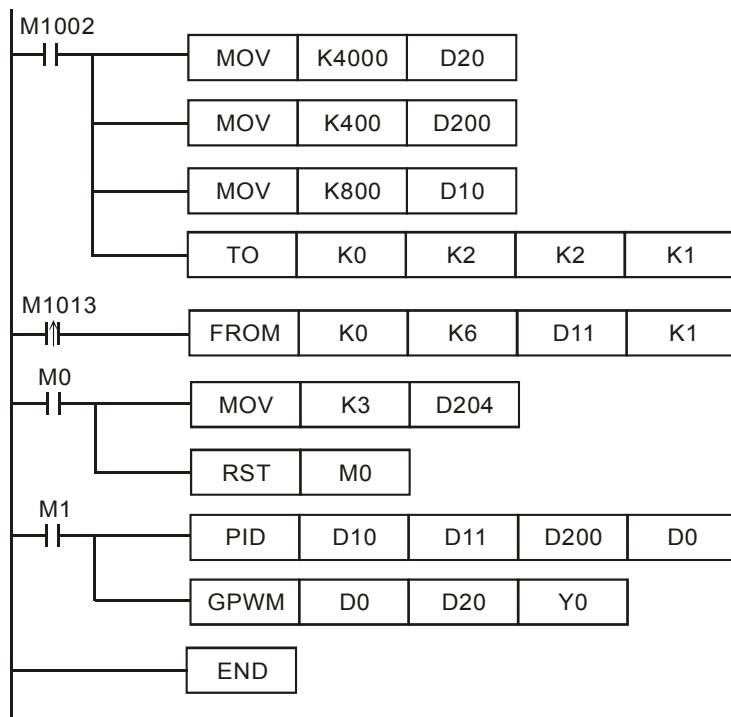 M1002
MOV K4000 D20
MOV K400 D200
MOV K800 D10
TO K0 K2 K2 K1
M1013
FROM K0 K6 D11 K1
M0
MOV K3 D204
RST M0
M1
PID D10 D11 D200 D0
GPWM D0 D20 Y0
END